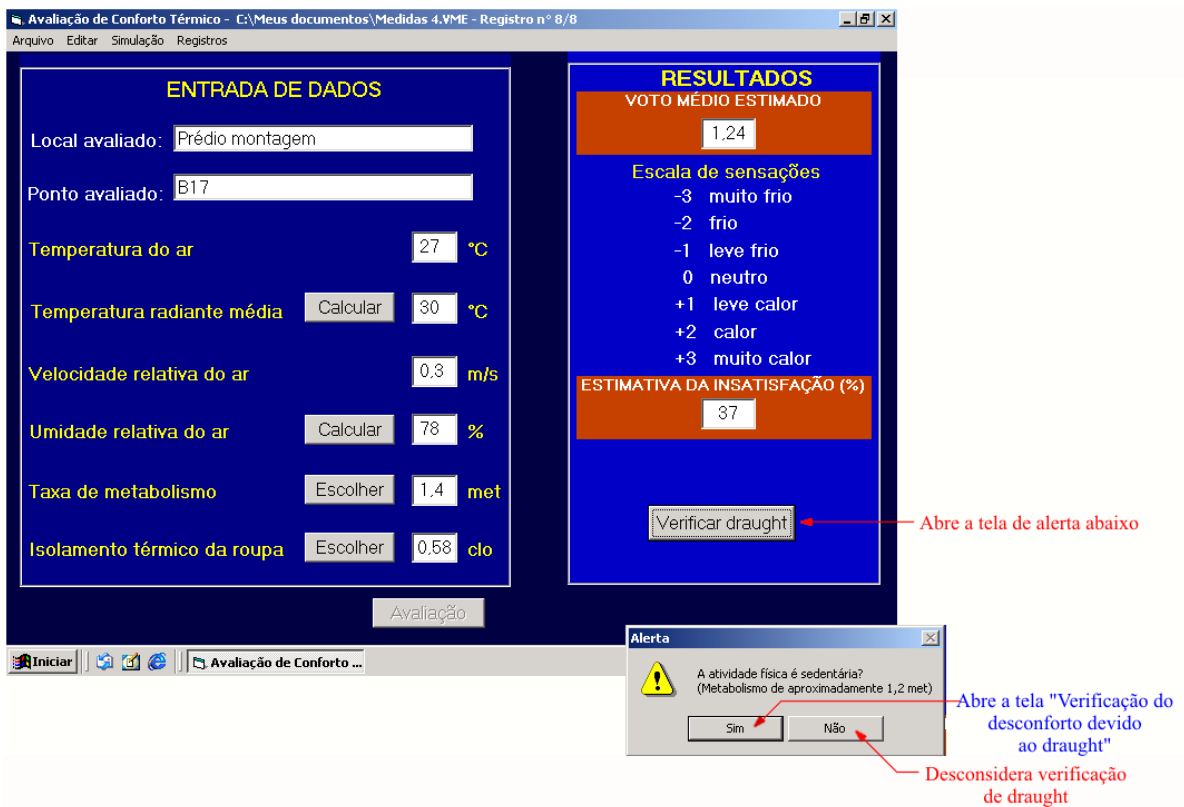 Avaliação de Conforto Térmico - C:\Meus documentos\Medidas 4.VME - Registro n° 8/8
Arquivo Editar Simulação Registros
ENTRADA DE DADOS
Local avaliado: Prédio montagem
Ponto avaliado: B17
Temperatura do ar 27 °C
Temperatura radiante média Calcular 30 °C
Velocidade relativa do ar 0,3 m/s
Umidade relativa do ar Calcular 78 %
Taxa de metabolismo Escolher 1,4 met
Isolamento térmico da roupa Escolher 0,58 clo
Avaliação
RESULTADOS
VOTO MÉDIO ESTIMADO
1,24
Escala de sensações
-3 muito frio
-2 frio
-1 leve frio
0 neutro
+1 leve calor
+2 calor
+3 muito calor
ESTIMATIVA DA INSATISFAÇÃO (%)
37
Verificar draught
Abre a tela de alerta abaixo
Iniciar
Avaliação de Conforto ...
Alerta
A atividade física é sedentária?
(Metabolismo de aproximadamente 1,2 met)
Sim Não
Abre a tela "Verificação do
desconforto devido
ao draught"
Desconsidera verificação
de draught